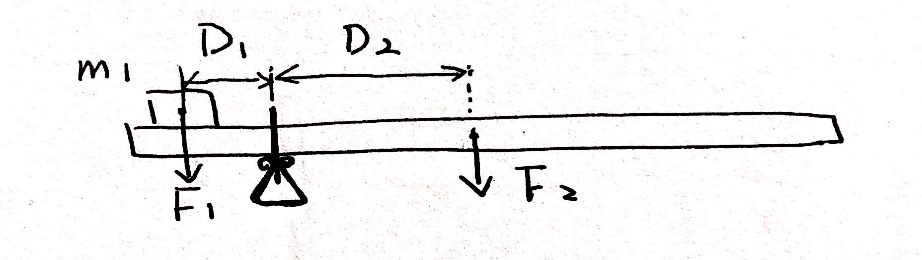 D₁ D₂
m₁
F₁ F₂